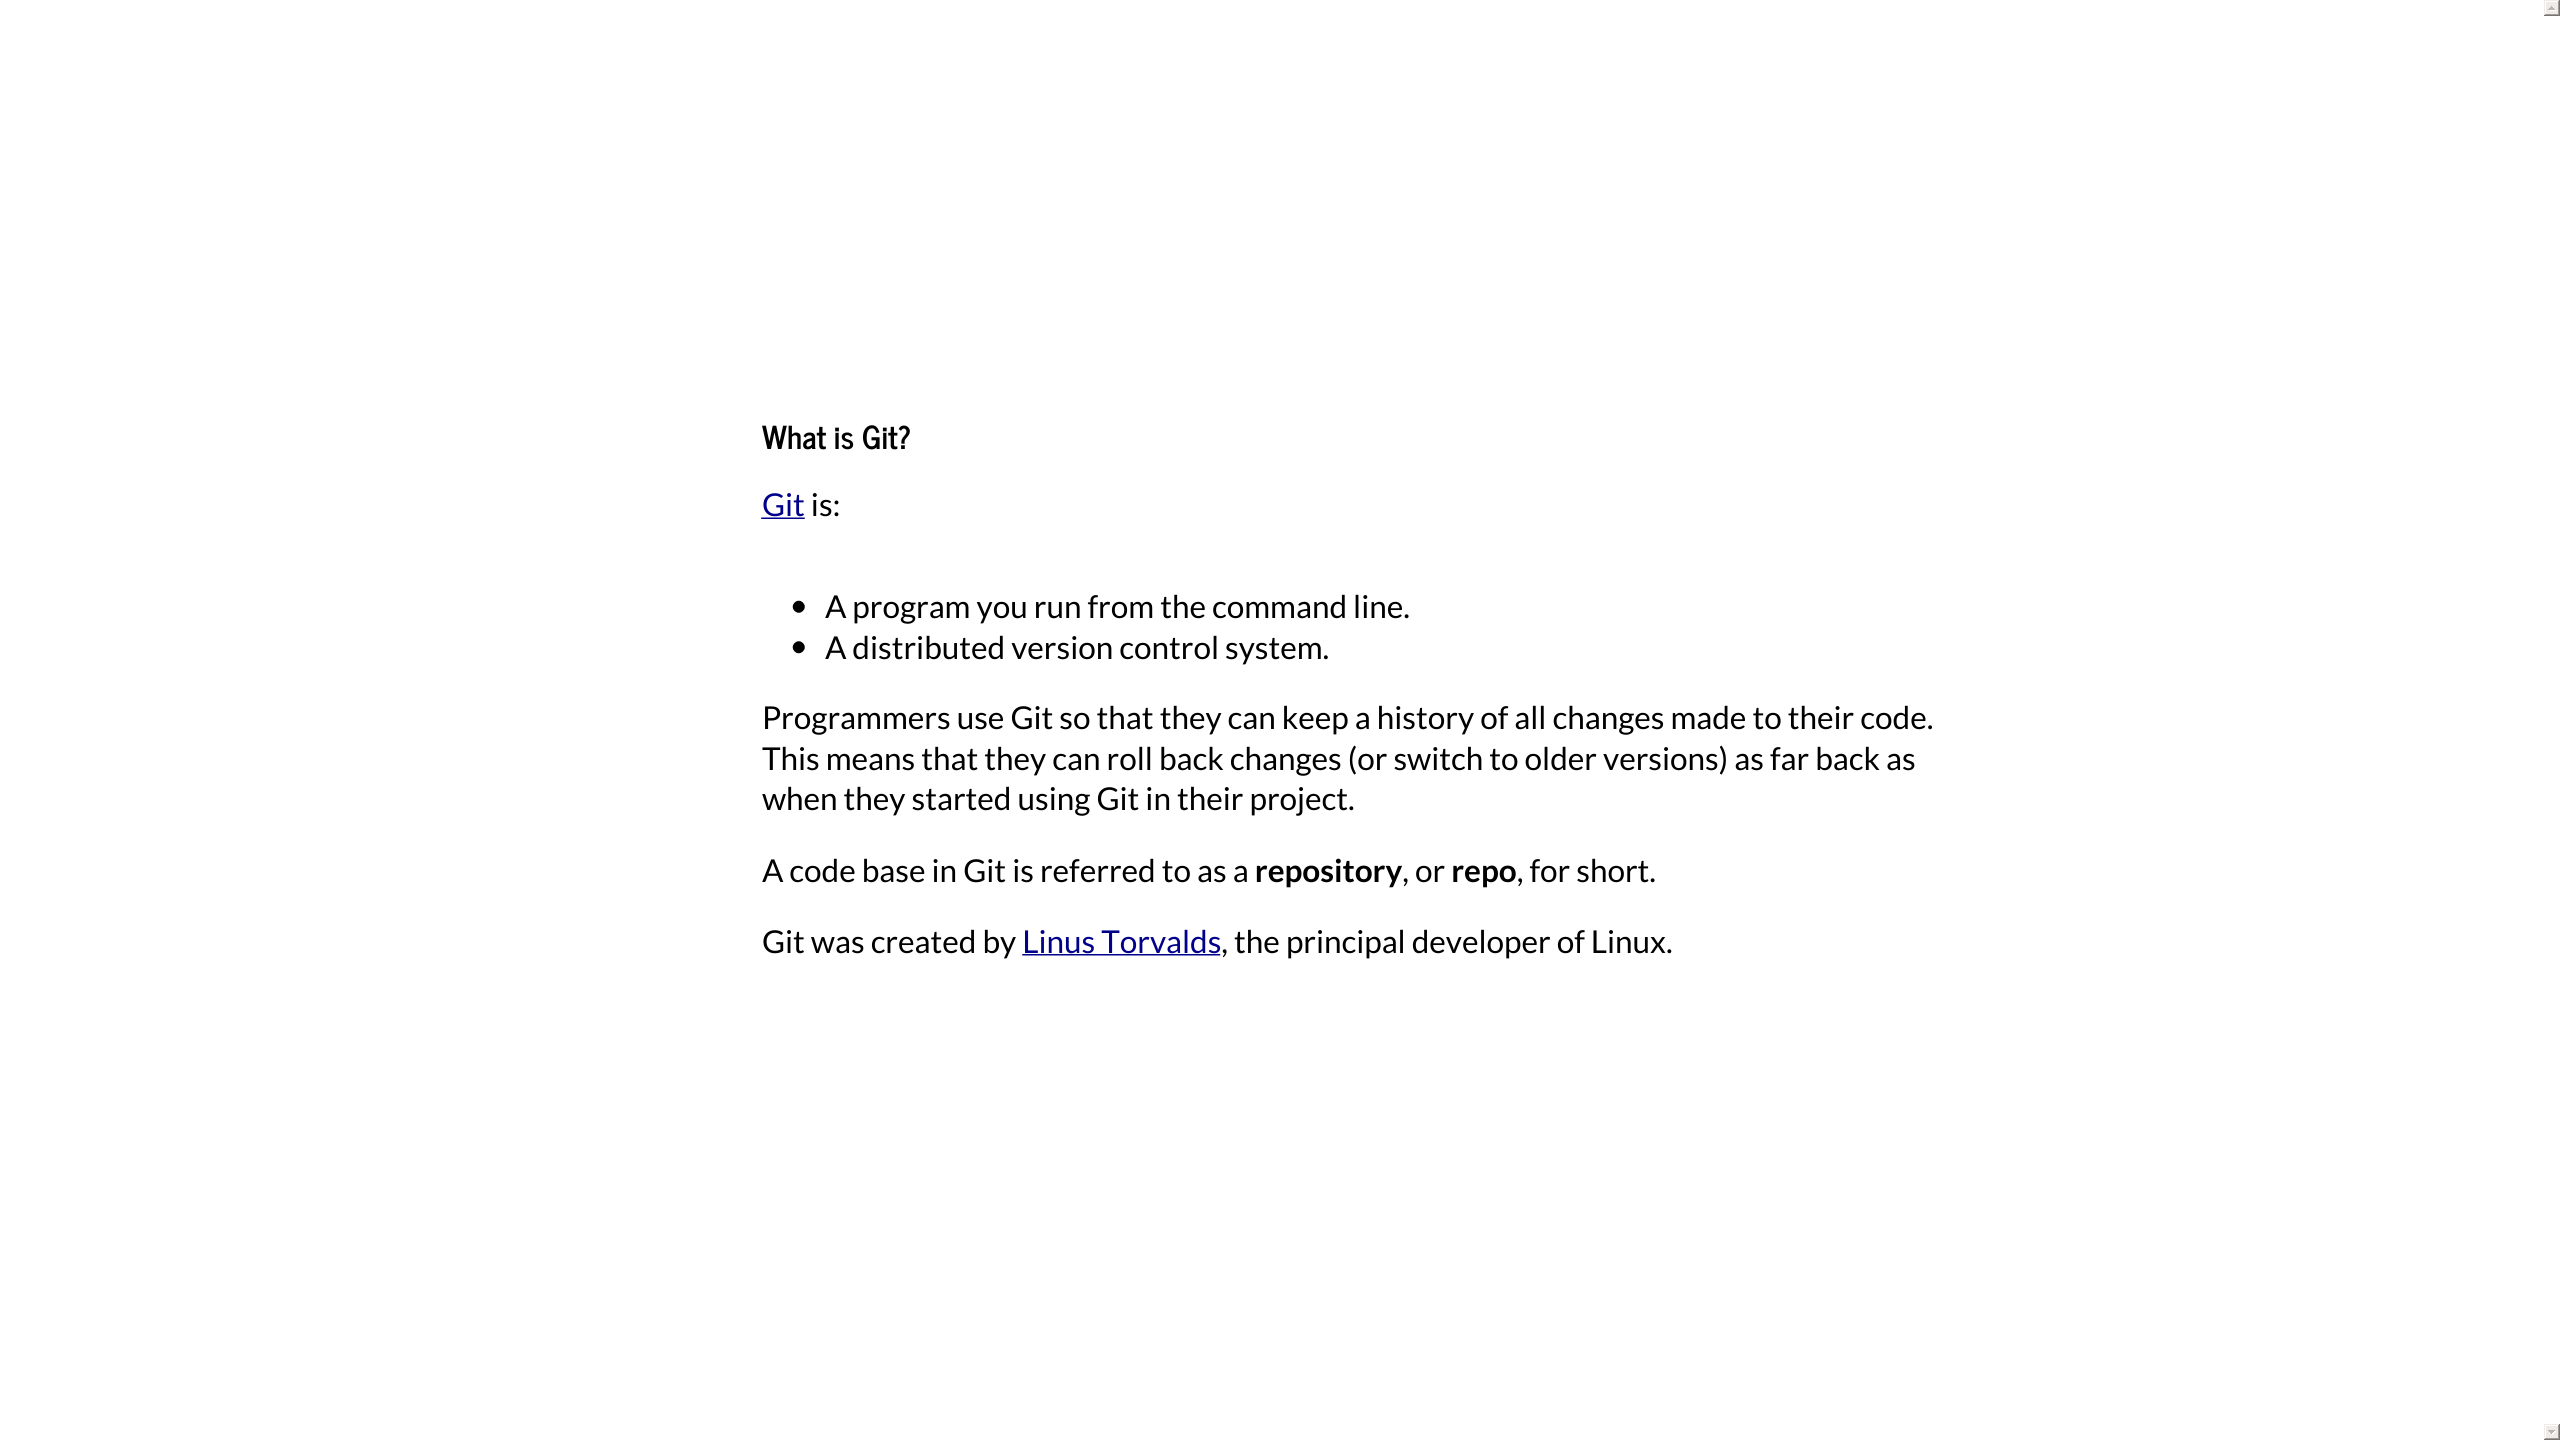 What is Git?
Git is:
• A program you run from the command line.
• A distributed version control system.
Programmers use Git so that they can keep a history of all changes made to their code.
This means that they can roll back changes (or switch to older versions) as far back as
when they started using Git in their project.
A code base in Git is referred to as a repository, or repo, for short.
Git was created by Linus Torvalds, the principal developer of Linux.